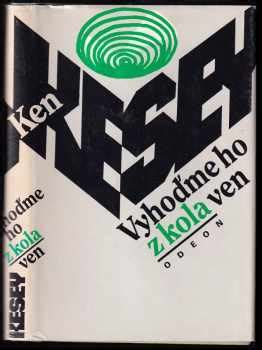 Ken
KESEY
Vyhoďme ho
z kola ven
ODEON
Vyhoďme
ho
z kola
ven
KESEY